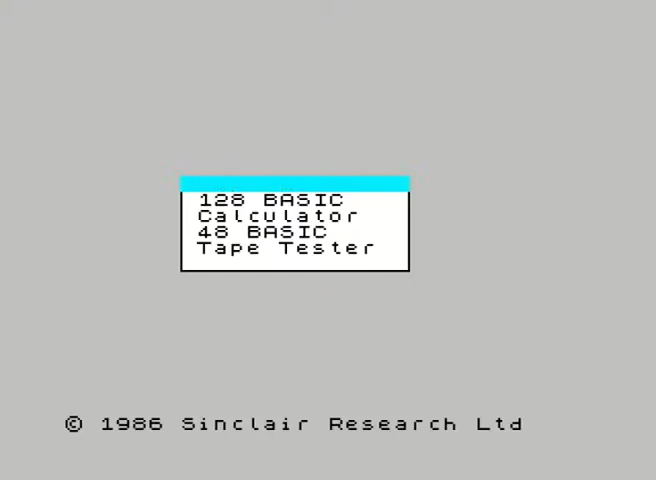 128 BASIC
Calculator
48 BASIC
Tape Tester
© 1986 Sinclair Research Ltd